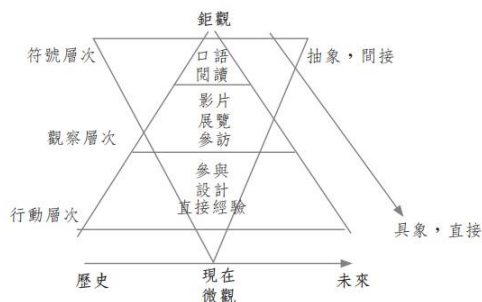 鉅觀
符號層次
口語
閱讀
抽象，間接
影片
展覽
參訪
觀察層次
參與
設計
直接經驗
行動層次
具象，直接
歷史
現在
微觀
未來